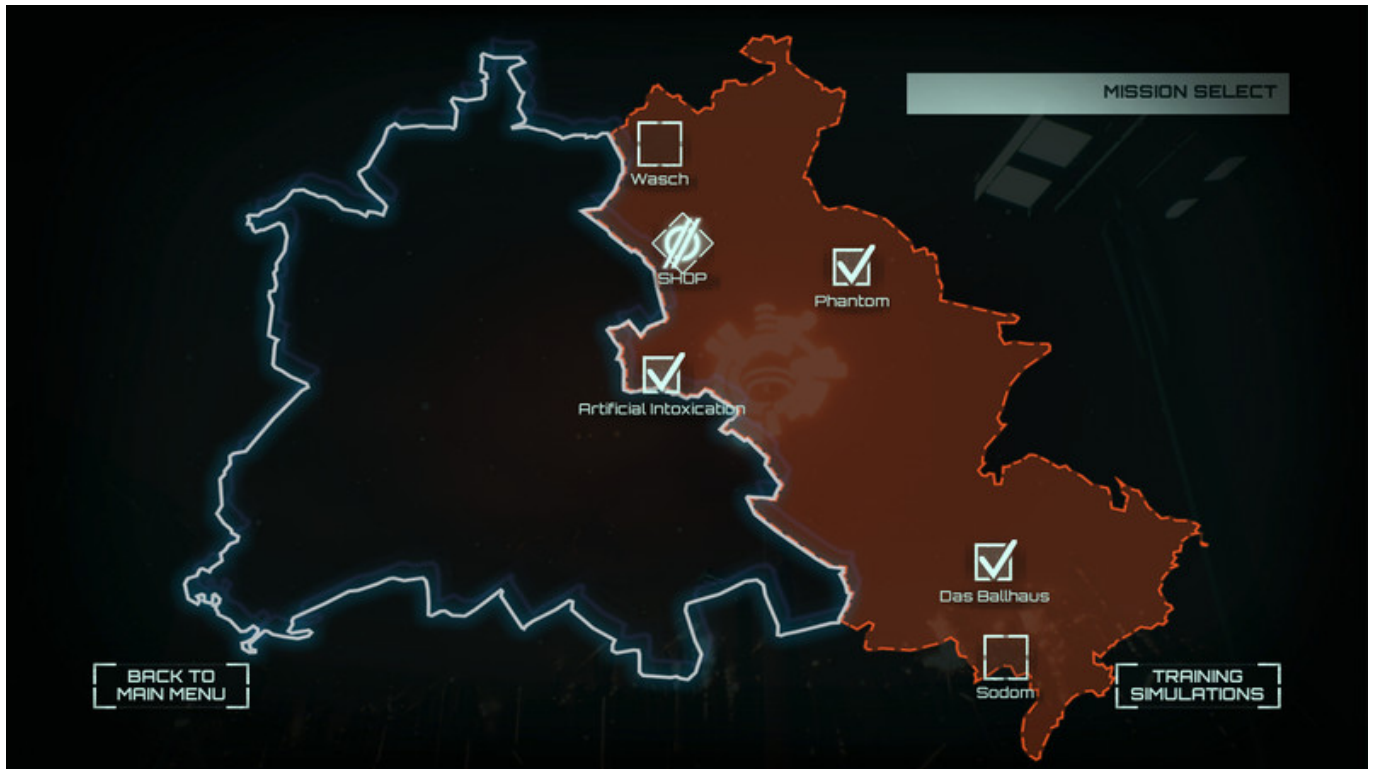 MISSION SELECT
Wasch
SHOP
Phantom
Artificial Intoxication
Das Ballhaus
BACK TO
MAIN MENU
Sodom
TRAINING
SIMULATIONS